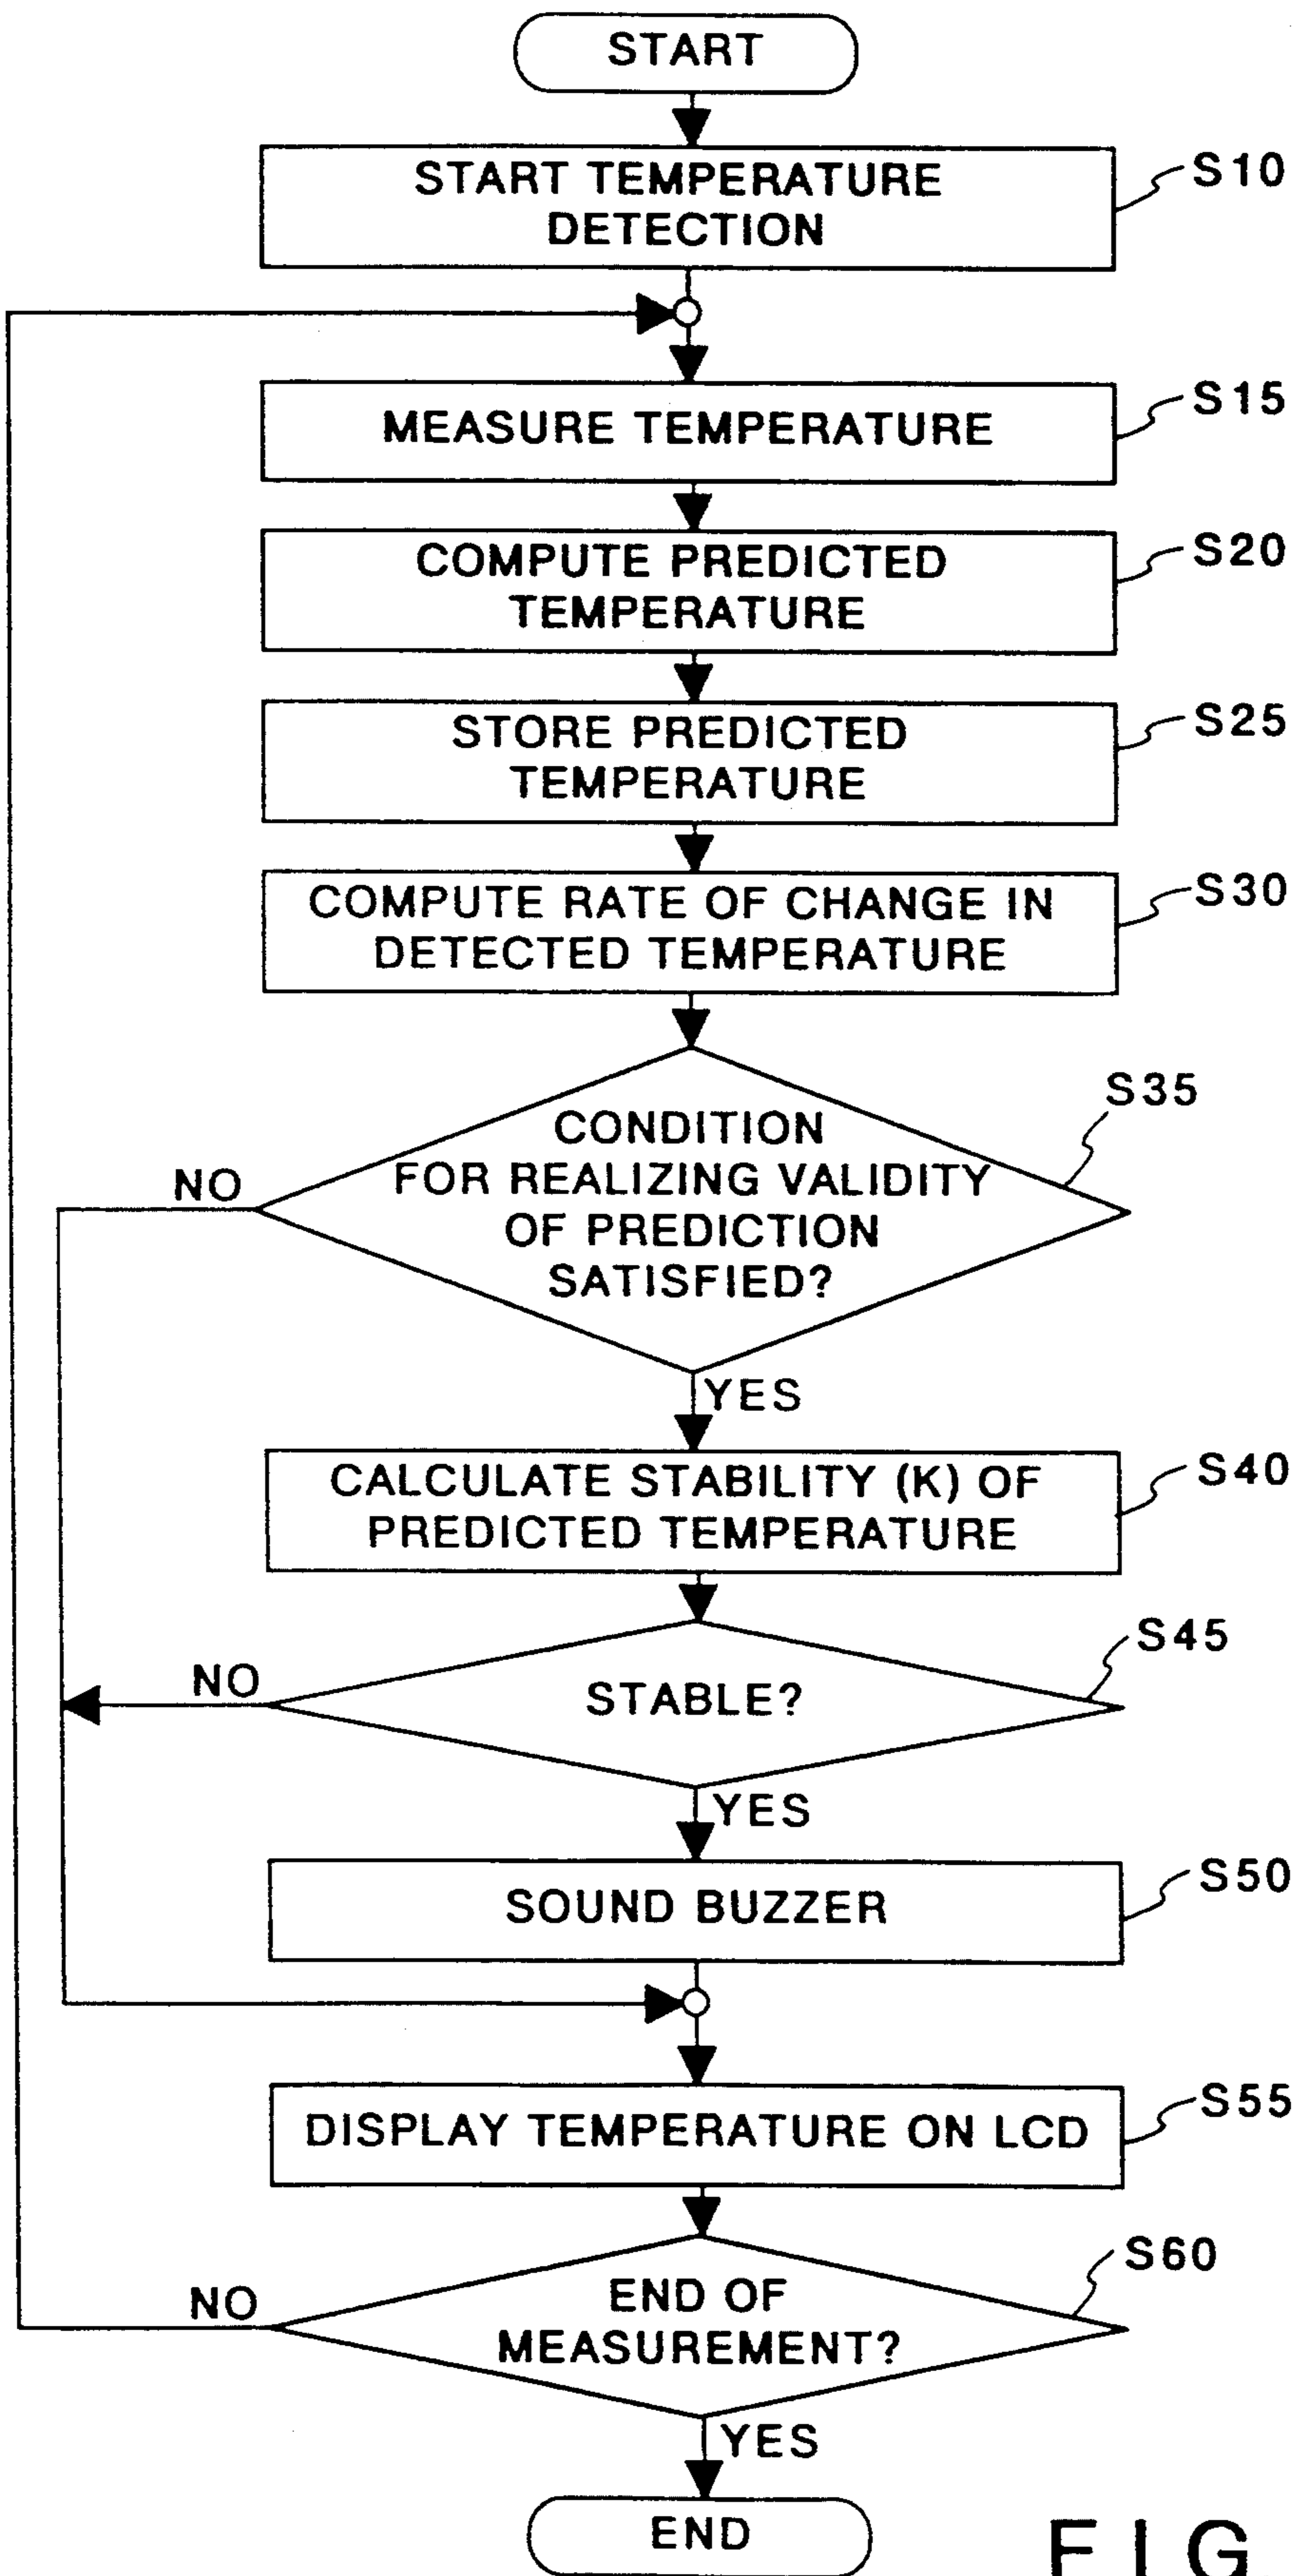 START
START TEMPERATURE
DETECTION
S10
MEASURE TEMPERATURE
S15
COMPUTE PREDICTED
TEMPERATURE
S20
STORE PREDICTED
TEMPERATURE
S25
COMPUTE RATE OF CHANGE IN
DETECTED TEMPERATURE
S30
CONDITION
FOR REALIZING VALIDITY
OF PREDICTION
SATISFIED?
S35
NO
YES
CALCULATE STABILITY (K) OF
PREDICTED TEMPERATURE
S40
STABLE?
S45
NO
YES
SOUND BUZZER
S50
DISPLAY TEMPERATURE ON LCD
S55
END OF
MEASUREMENT?
S60
NO
YES
END
FIG